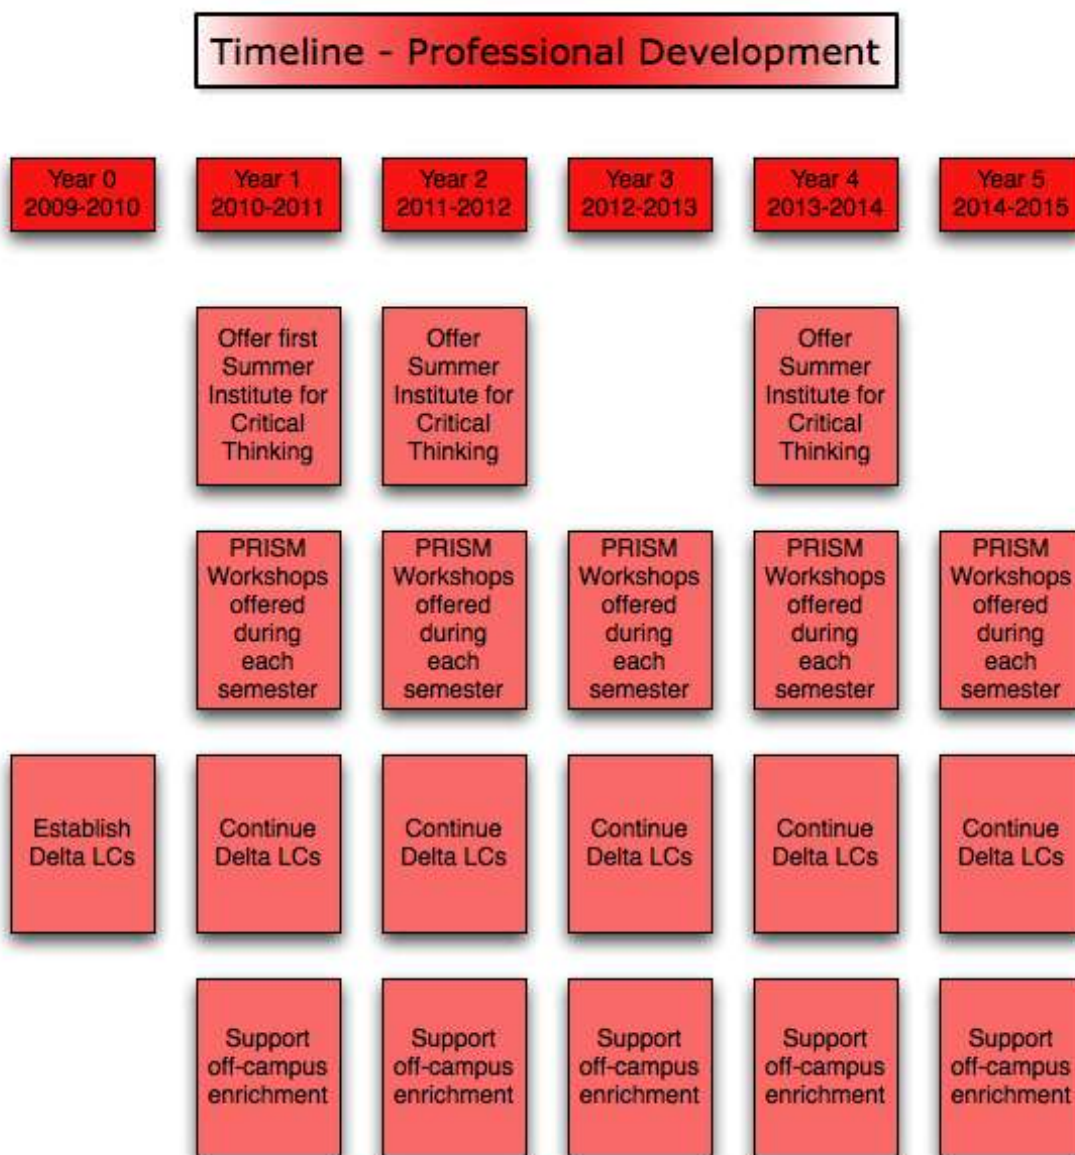 Timeline - Professional Development
Year 0
2009-2010
Year 1
2010-2011
Year 2
2011-2012
Year 3
2012-2013
Year 4
2013-2014
Year 5
2014-2015
Offer first
Summer
Institute for
Critical
Thinking
Offer
Summer
Institute for
Critical
Thinking
Offer
Summer
Institute for
Critical
Thinking
PRISM
Workshops
offered
during
each
semester
PRISM
Workshops
offered
during
each
semester
PRISM
Workshops
offered
during
each
semester
PRISM
Workshops
offered
during
each
semester
PRISM
Workshops
offered
during
each
semester
Establish
Delta LCs
Continue
Delta LCs
Continue
Delta LCs
Continue
Delta LCs
Continue
Delta LCs
Continue
Delta LCs
Support
off-campus
enrichment
Support
off-campus
enrichment
Support
off-campus
enrichment
Support
off-campus
enrichment
Support
off-campus
enrichment